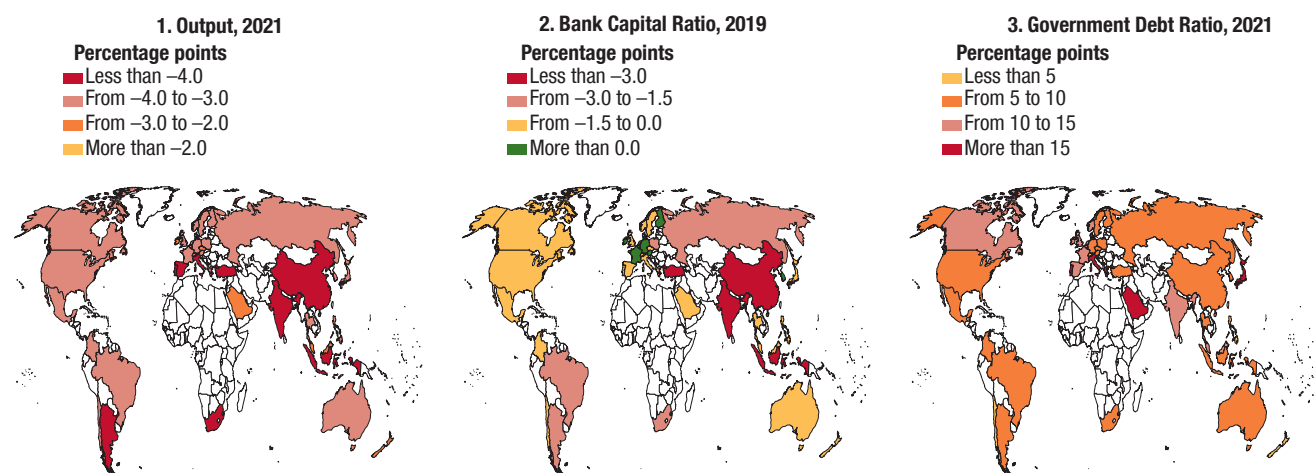 1. Output, 2021
Percentage points
Less than –4.0
From –4.0 to –3.0
From –3.0 to –2.0
More than –2.0
2. Bank Capital Ratio, 2019
Percentage points
Less than –3.0
From –3.0 to –1.5
From –1.5 to 0.0
More than 0.0
3. Government Debt Ratio, 2021
Percentage points
Less than 5
From 5 to 10
From 10 to 15
More than 15